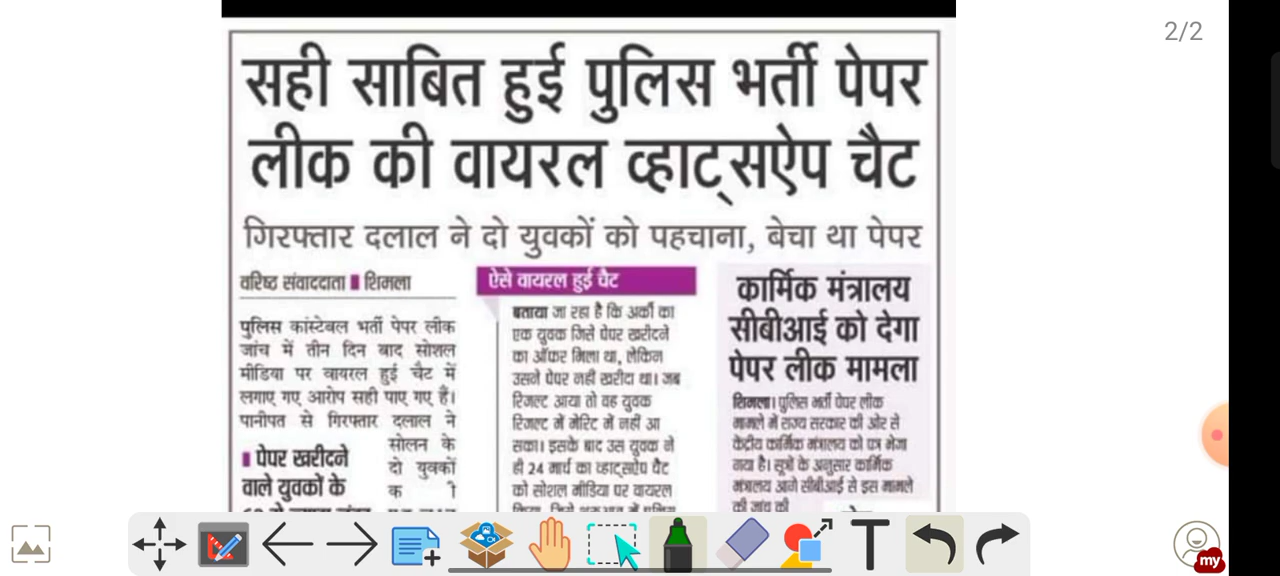 2/2
सही साबित हुई पुलिस भर्ती पेपर
लीक की वायरल व्हाट्सऐप चैट
गिरफ्तार दलाल ने दो युवकों को पहचाना, बेचा था पेपर
वरिष्ठ संवाददाता शिमला
पुलिस कांस्टेबल भर्ती पेपर लीक
जांच में तीन दिन बाद सोशल
मीडिया पर वायरल हुई चैट में
लगाए गए आरोप सही पाए गए हैं।
पानीपत से गिरफ्तार दलाल ने
सोलन के
दो युवकों
क ो
पेपर खरीदने
वाले युवकों के
ऐसे वायरल हुई चैट
बताया जा रहा है कि अर्की का
एक युवक जिसे पेपर खरीदने
का ऑफर मिला था, लेकिन
उसने पेपर नहीं खरीदा था। जब
रिजल्ट आया तो वह युवक
रिजल्ट में मेरिट में नहीं आ
सका। इसके बाद उस युवक ने
ही 24 मार्च का व्हाट्सऐप चैट
को सोशल मीडिया पर वायरल
कार्मिक मंत्रालय
सीबीआई को देगा
पेपर लीक मामला
शिमला। पुलिस भर्ती पेपर लीक
मामले में राज्य सरकार की ओर से
केंद्रीय कार्मिक मंत्रालय को पत्र भेजा
गया है। सूत्रों के अनुसार कार्मिक
मंत्रालय आगे सीबीआई से इस मामले
की जांच की
T
my